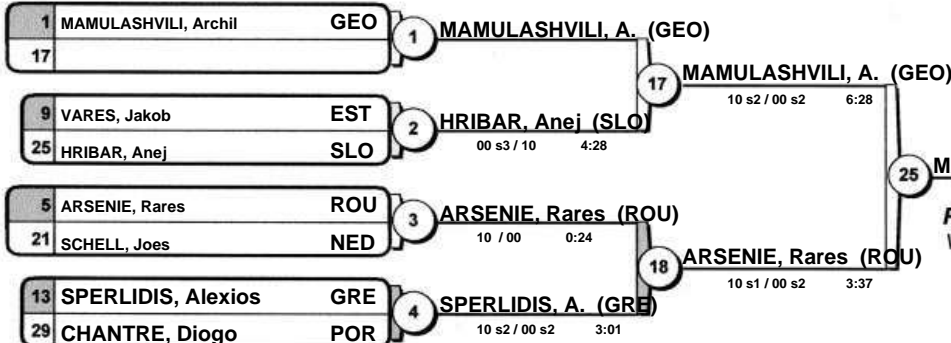 1 MAMULASHVILI, Archil GEO
17
1 MAMULASHVILI, A. (GEO)
17 MAMULASHVILI, A. (GEO)
10 s2 / 00 s2 6:28
9 VARES, Jakob EST
25 HRIBAR, Anej SLO
2 HRIBAR, Anej (SLO)
00 s3 / 10 4:28
25 M
5 ARSENIE, Rares ROU
21 SCHELL, Joes NED
3 ARSENIE, Rares (ROU)
10 / 00 0:24
18 ARSENIE, Rares (ROU)
10 s1 / 00 s2 3:37
13 SPERLIDIS, Alexios GRE
29 CHANTRE, Diogo POR
4 SPERLIDIS, A. (GRE)
10 s2 / 00 s2 3:01